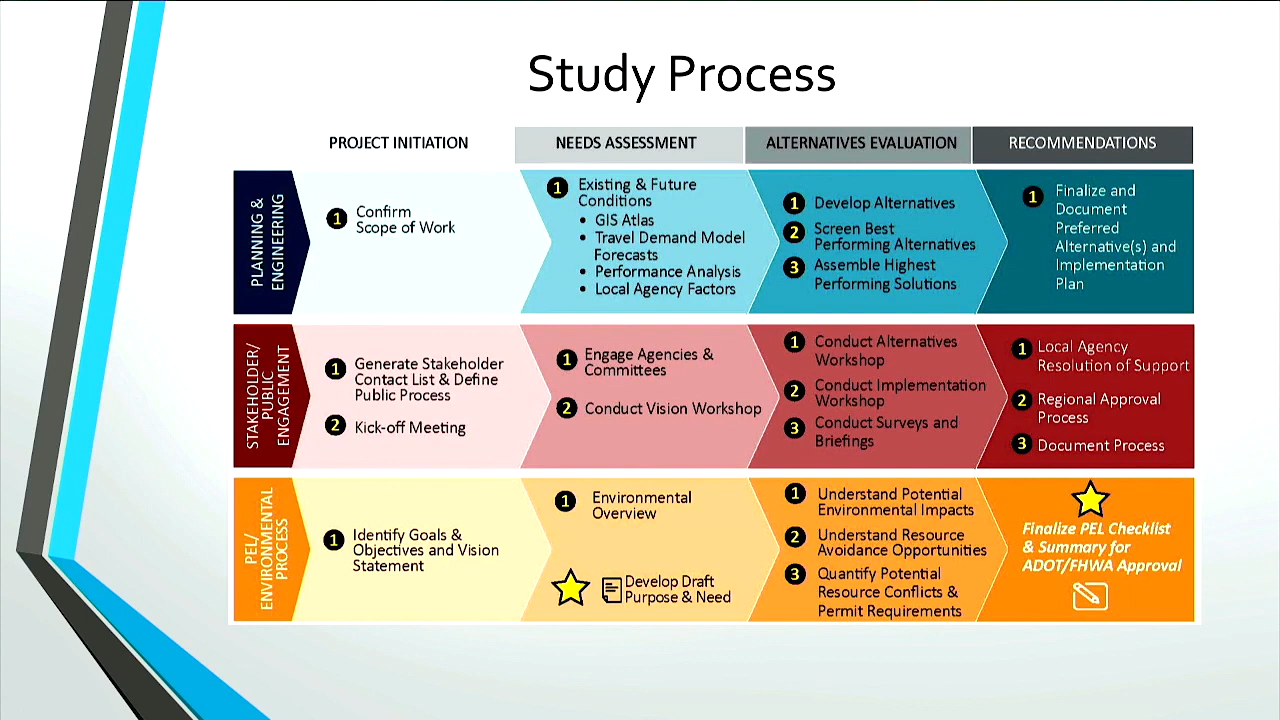 Study Process
PROJECT INITIATION
NEEDS ASSESSMENT
ALTERNATIVES EVALUATION
RECOMMENDATIONS
PLANNING &
ENGINEERING
1 Confirm
Scope of Work
1 Existing & Future
Conditions
• GIS Atlas
• Travel Demand Model
Forecasts
• Performance Analysis
• Local Agency Factors
1 Develop Alternatives
2 Screen Best
Performing Alternatives
3 Assemble Highest
Performing Solutions
1 Finalize and
Document
Preferred
Alternative(s) and
Implementation
Plan
STAKEHOLDER/
PUBLIC
ENGAGEMENT
1 Generate Stakeholder
Contact List & Define
Public Process
2 Kick-off Meeting
1 Engage Agencies &
Committees
2 Conduct Vision Workshop
1 Conduct Alternatives
Workshop
2 Conduct Implementation
Workshop
3 Conduct Surveys and
Briefings
1 Local Agency
Resolution of Support
2 Regional Approval
Process
3 Document Process
PEL/
ENVIRONMENTAL
PROCESS
1 Identify Goals &
Objectives and Vision
Statement
1 Environmental
Overview
Develop Draft
Purpose & Need
1 Understand Potential
Environmental Impacts
2 Understand Resource
Avoidance Opportunities
3 Quantify Potential
Resource Conflicts &
Permit Requirements
Finalize PEL Checklist
& Summary for
ADOT/FHWA Approval